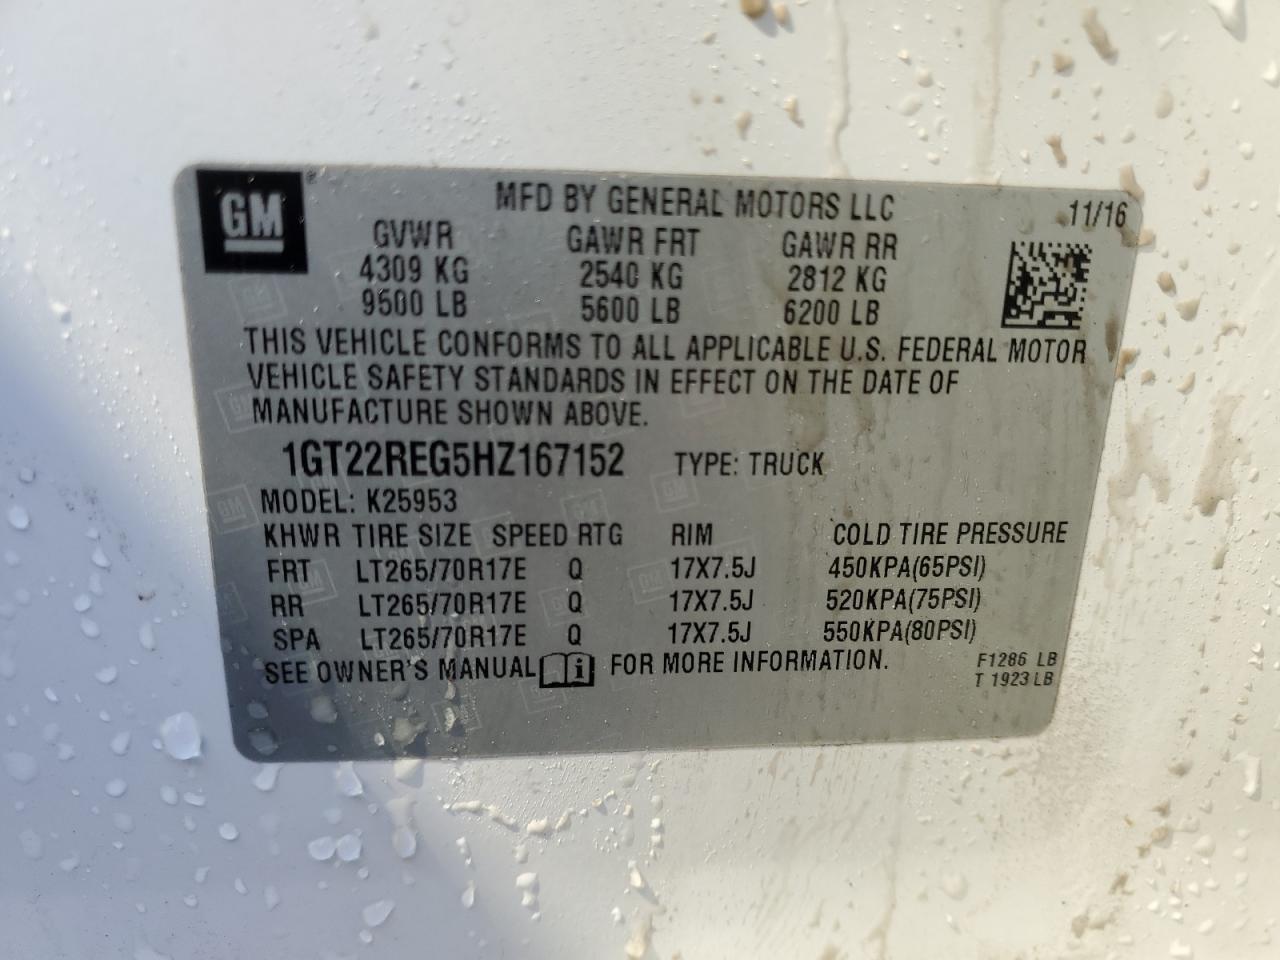 GM®
MFD BY GENERAL MOTORS LLC 11/16
GVWR GAWR FRT GAWR RR
4309 KG 2540 KG 2812 KG
9500 LB 5600 LB 6200 LB
THIS VEHICLE CONFORMS TO ALL APPLICABLE U.S. FEDERAL MOTOR
VEHICLE SAFETY STANDARDS IN EFFECT ON THE DATE OF
MANUFACTURE SHOWN ABOVE.
1GT22REG5HZ167152 TYPE: TRUCK
MODEL: K25953
KHWR TIRE SIZE SPEED RTG RIM COLD TIRE PRESSURE
FRT LT265/70R17E Q 17X7.5J 450KPA(65PSI)
RR LT265/70R17E Q 17X7.5J 520KPA(75PSI)
SPA LT265/70R17E Q 17X7.5J 550KPA(80PSI)
SEE OWNER'S MANUAL i FOR MORE INFORMATION.
F1286 LB
T 1923 LB